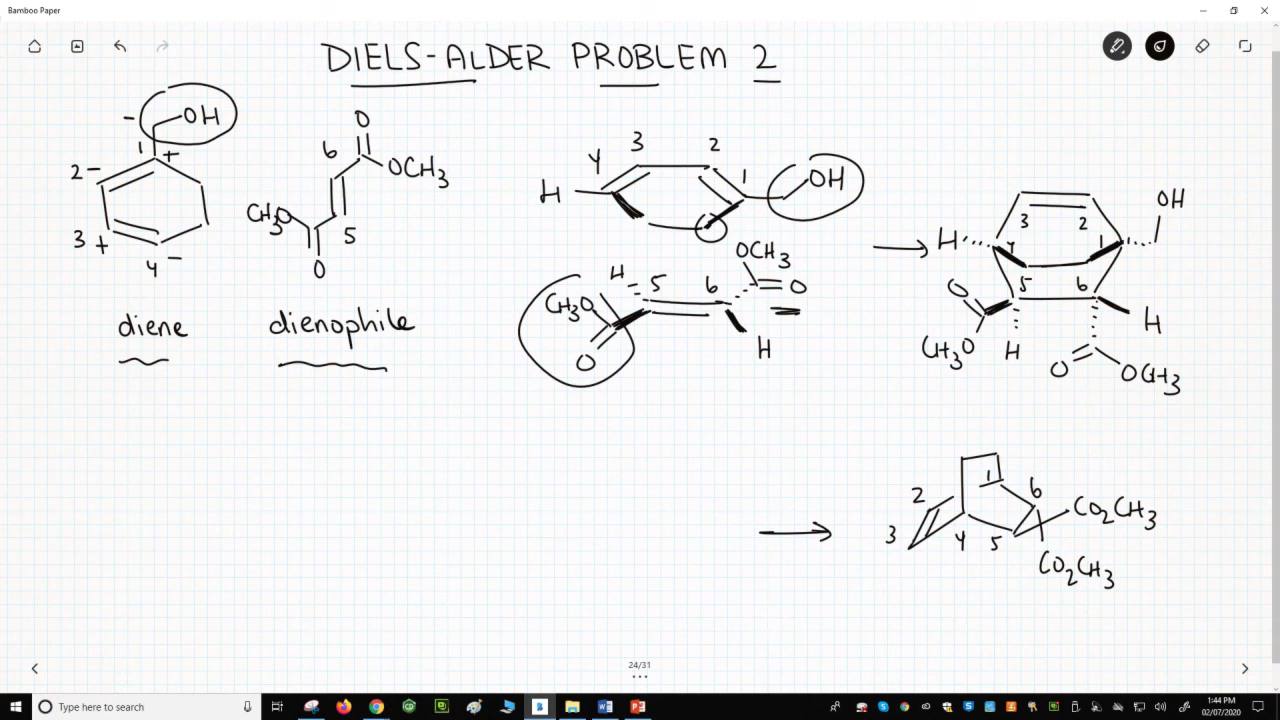 Bamboo Paper
DIELS-ALDER PROBLEM 2
OH
1
+
-
2
-
3
+
4
-
diene
O
6
OCH3
CH3O
5
O
dienophile
4
3
2
1
H
OH
OCH3
H
5
6
O
CH3O
O
H
OH
3
2
H
4
1
5
6
O
CH3O
H
O
OCH3
H
1
2
6
3
4
5
CO2CH3
CO2CH3
24/31
Type here to search
1:44 PM
02/07/2020